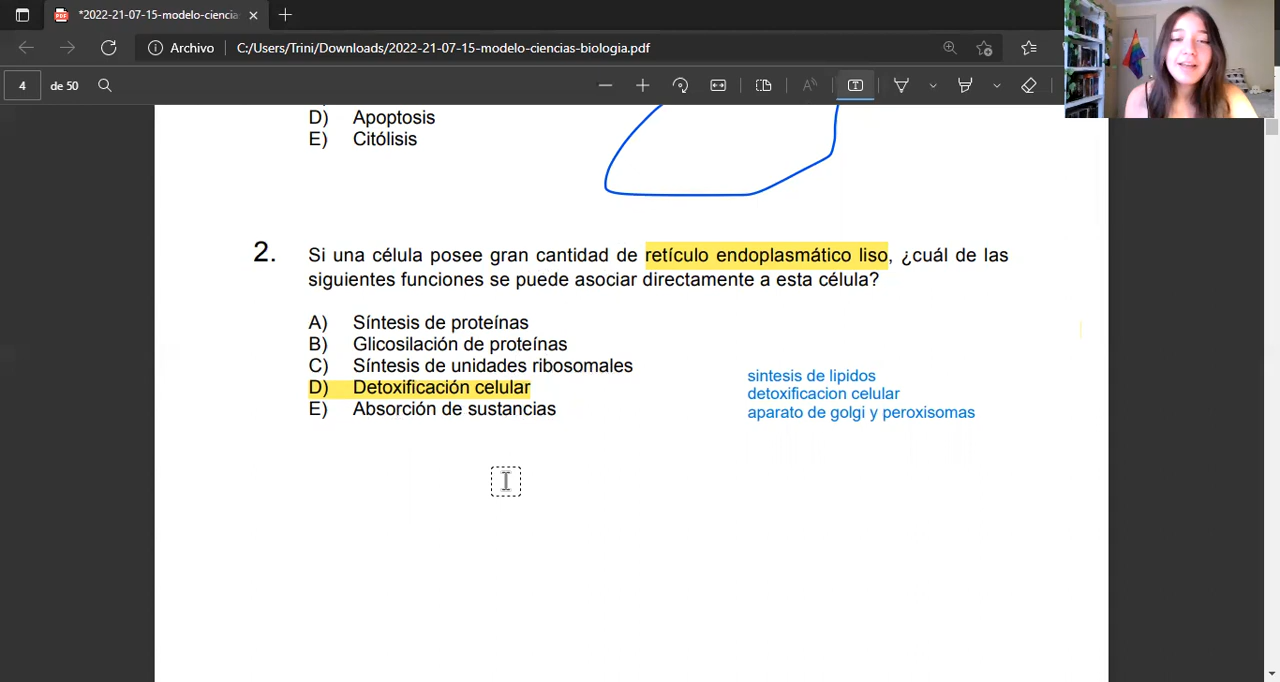 *2022-21-07-15-modelo-ciencia
Archivo
C:/Users/Trini/Downloads/2022-21-07-15-modelo-ciencias-biologia.pdf
4 de 50
D) Apoptosis
E) Citólisis
2. Si una célula posee gran cantidad de retículo endoplasmático liso, ¿cuál de las
siguientes funciones se puede asociar directamente a esta célula?
A) Síntesis de proteínas
B) Glicosilación de proteínas
C) Síntesis de unidades ribosomales
D) Detoxificación celular
E) Absorción de sustancias
sintesis de lipidos
detoxificacion celular
aparato de golgi y peroxisomas